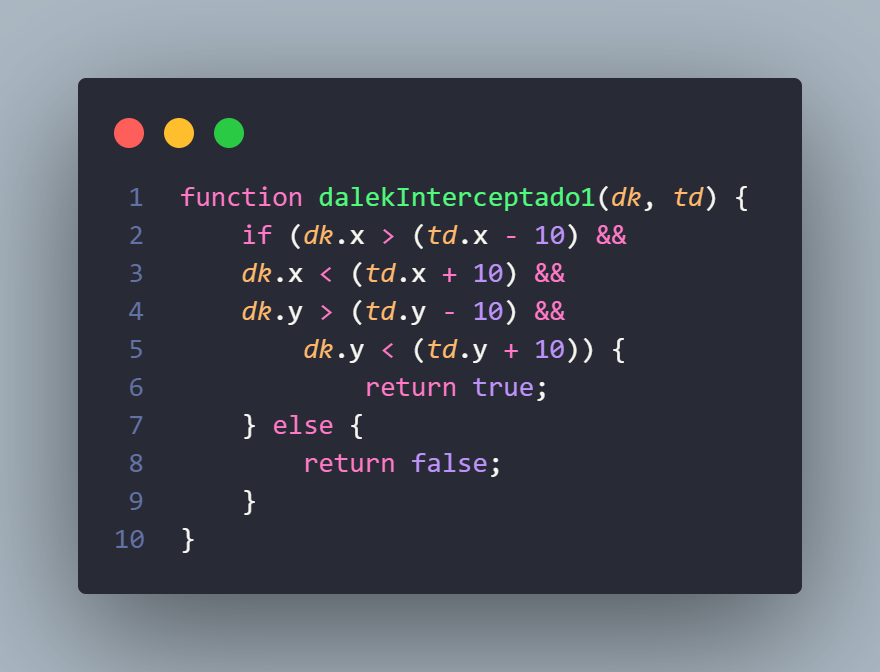 1 function dalekInterceptado1(dk, td) {
2     if (dk.x > (td.x - 10) &&
3     dk.x < (td.x + 10) &&
4     dk.y > (td.y - 10) &&
5         dk.y < (td.y + 10)) {
6             return true;
7     } else {
8         return false;
9     }
10 }